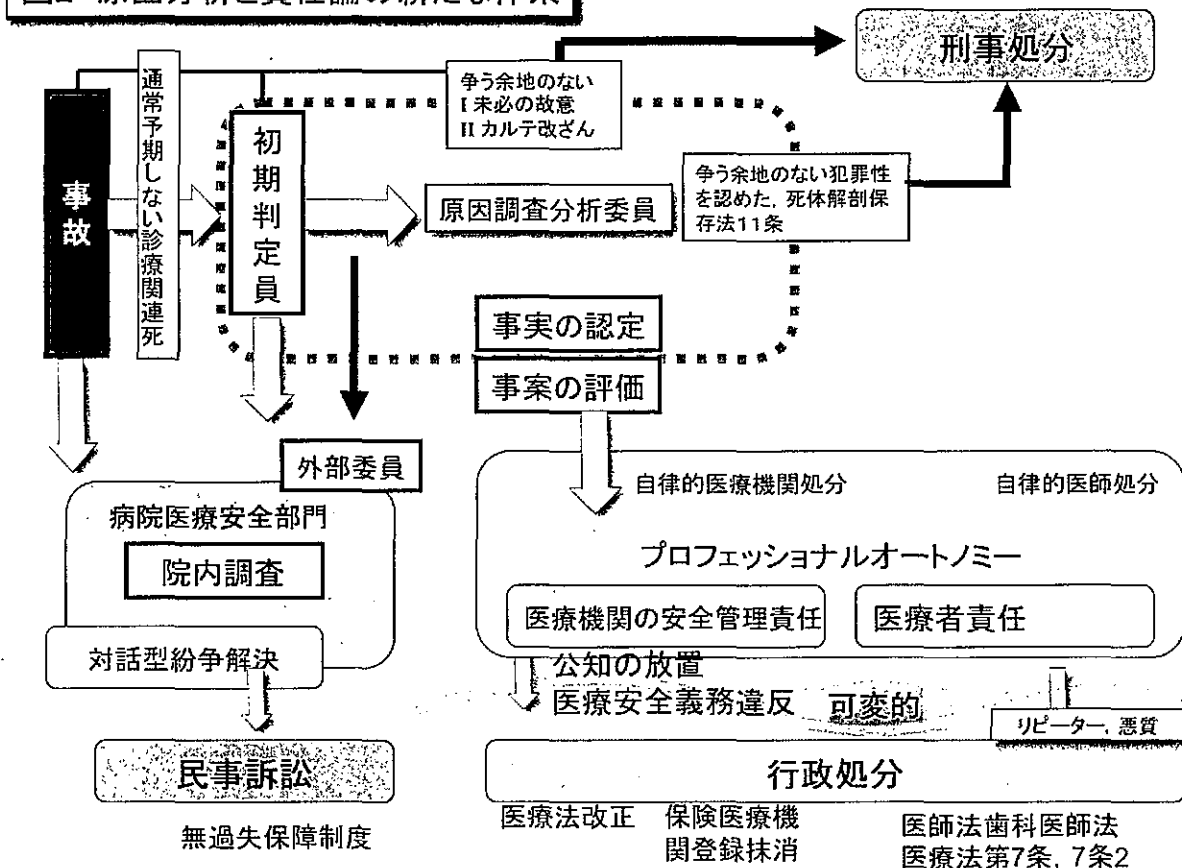 刑事処分
争う余地のない
I 未必の故意
II カルテ改ざん
通常予期しない診療関連死
事故
初期判定員
原因調査分析委員
争う余地のない犯罪性
を認めた, 死体解剖保
存法11条
事実の認定
事案の評価
外部委員
病院医療安全部門
院内調査
対話型紛争解決
民事訴訟
無過失保障制度
自律的医療機関処分
自律的医師処分
プロフェッショナルオートノミー
医療機関の安全管理責任
医療者責任
公知の放置
医療安全義務違反
可変的
リピーター, 悪質
行政処分
医療法改正
保険医療機
関登録抹消
医師法歯科医師法
医療法第7条, 7条2